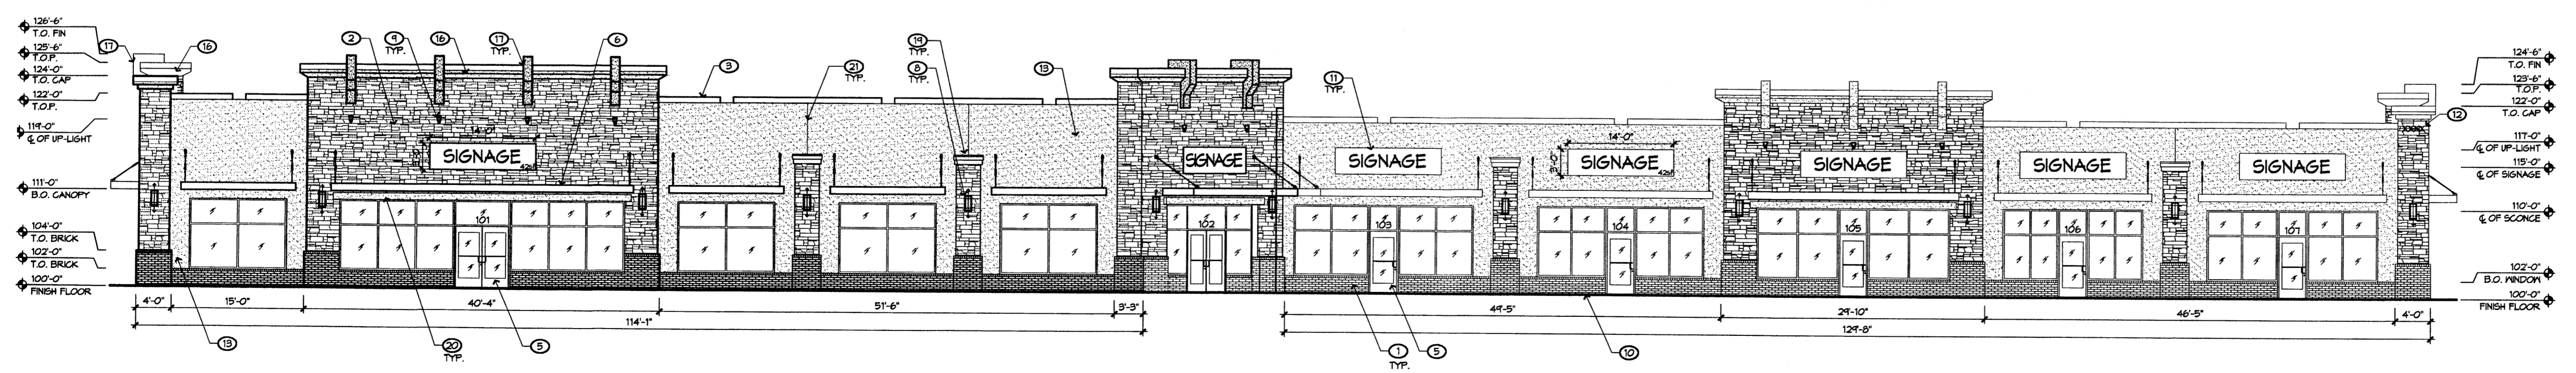 126'-6"
T.O. FIN
125'-6"
T.O.P.
124'-0"
T.O. CAP
122'-0"
T.O.P.
119'-0"
℄ OF UP-LIGHT
111'-0"
B.O. CANOPY
104'-0"
T.O. BRICK
102'-0"
T.O. BRICK
100'-0"
FINISH FLOOR
17
16
2
9
TYP.
16
17
TYP.
6
3
21
TYP.
19
TYP.
8
TYP.
13
11
TYP.
12
14'-0"
SIGNAGE
42sf
SIGNAGE
SIGNAGE
14'-0"
3'-0"
SIGNAGE
42sf
SIGNAGE
SIGNAGE
SIGNAGE
101
102
103
104
105
106
107
124'-6"
T.O. FIN
123'-6"
T.O.P.
122'-0"
T.O. CAP
117'-0"
℄ OF UP-LIGHT
115'-0"
℄ OF SIGNAGE
110'-0"
℄ OF SCONCE
102'-0"
B.O. WINDOW
100'-0"
FINISH FLOOR
4'-0"
15'-0"
40'-4"
51'-6"
3'-3"
49'-5"
29'-10"
46'-5"
4'-0"
114'-1"
129'-8"
13
20
TYP.
5
1
TYP.
5
10